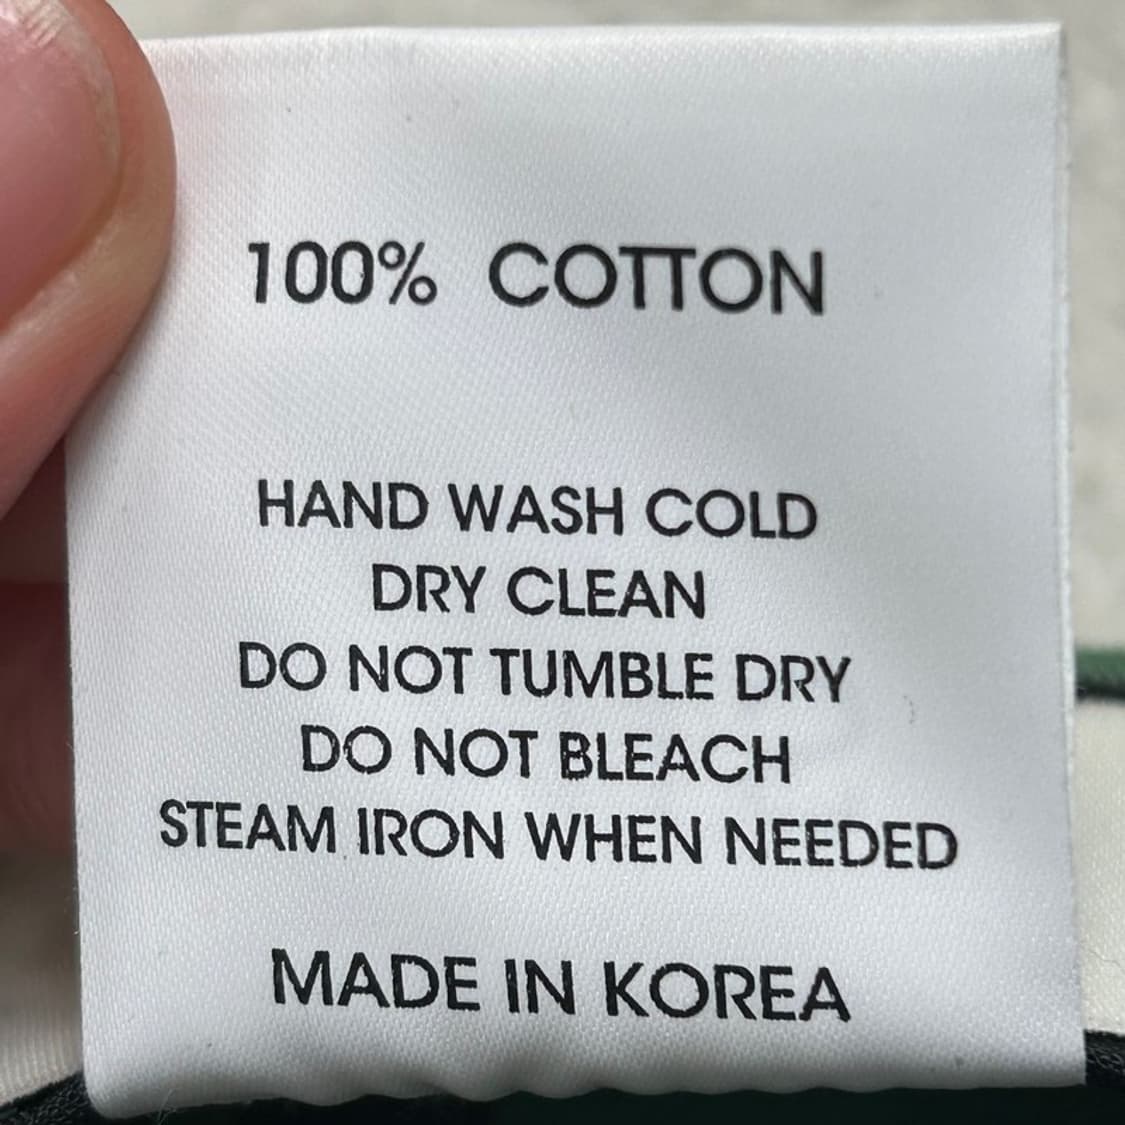 100% COTTON
HAND WASH COLD
DRY CLEAN
DO NOT TUMBLE DRY
DO NOT BLEACH
STEAM IRON WHEN NEEDED
MADE IN KOREA